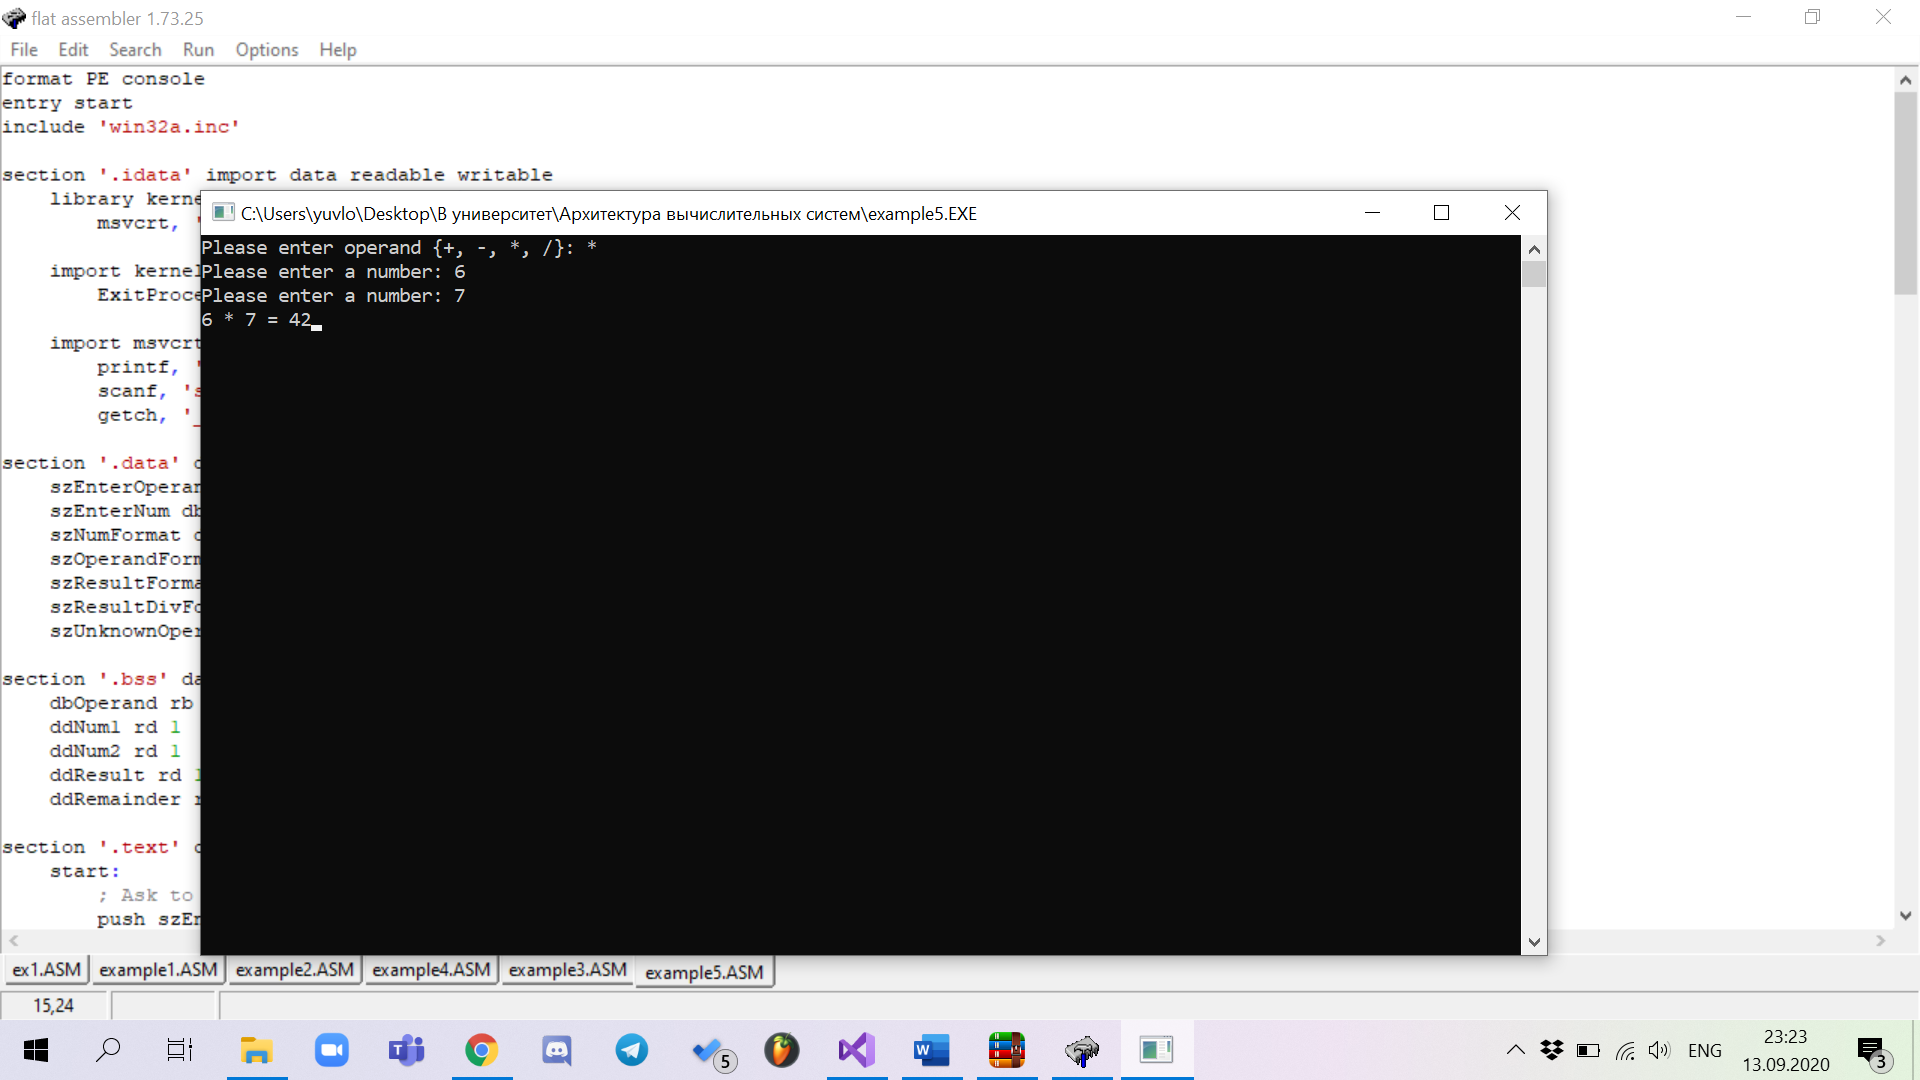 flat assembler 1.73.25
File Edit Search Run Options Help
format PE console
entry start
include 'win32a.inc'
section '.idata' import data readable writable
library kerne
msvcrt, '
import kernel
ExitProce
import msvcrt
printf, '
scanf, 's
getch, '_
section '.data' d
szEnterOperan
szEnterNum db
szNumFormat d
szOperandForm
szResultForma
szResultDivFo
szUnknownOper
section '.bss' da
dbOperand rb
ddNum1 rd 1
ddNum2 rd 1
ddResult rd 1
ddRemainder r
section '.text' c
start:
; Ask to
push szEn
C:\Users\yuvlo\Desktop\В университет\Архитектура вычислительных систем\example5.EXE
Please enter operand {+, -, *, /}: *
Please enter a number: 6
Please enter a number: 7
6 * 7 = 42
ex1.ASM example1.ASM example2.ASM example4.ASM example3.ASM example5.ASM
15,24
5
ENG
23:23
13.09.2020
3